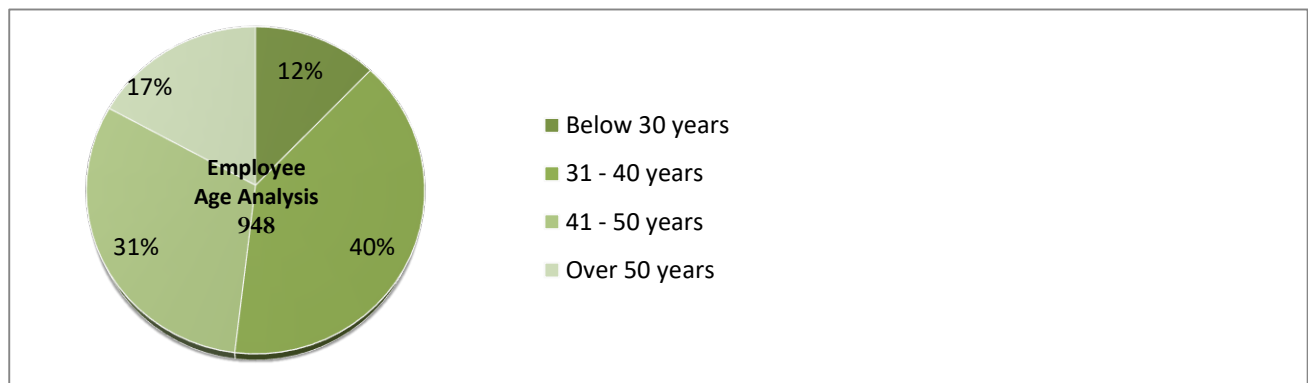 12%
17%
Employee
Age Analysis
948
31%
40%
Below 30 years
31 - 40 years
41 - 50 years
Over 50 years